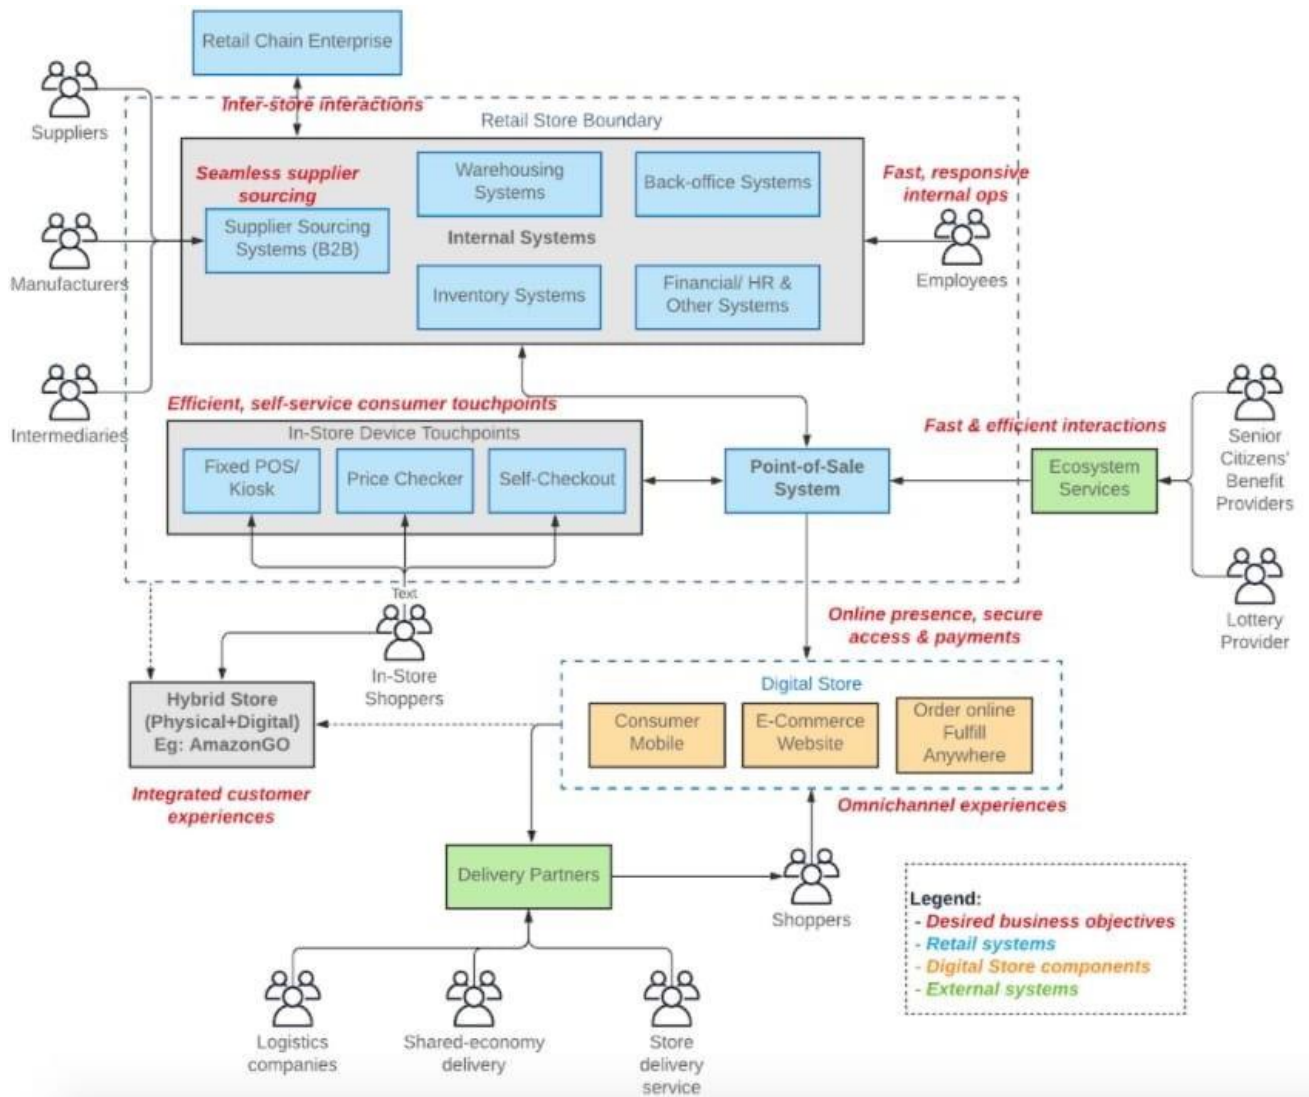 Retail Chain Enterprise
Suppliers
Inter-store interactions
Retail Store Boundary
Seamless supplier
sourcing
Supplier Sourcing
Systems (B2B)
Warehousing
Systems
Back-office Systems
Internal Systems
Inventory Systems
Financial/ HR &
Other Systems
Fast, responsive
internal ops
Employees
Manufacturers
Intermediaries
Efficient, self-service consumer touchpoints
In-Store Device Touchpoints
Fixed POS/
Kiosk
Price Checker
Self-Checkout
Point-of-Sale
System
Fast & efficient interactions
Ecosystem
Services
Senior
Citizens'
Benefit
Providers
Lottery
Provider
Text
In-Store
Shoppers
Hybrid Store
(Physical+Digital)
Eg: AmazonGO
Integrated customer
experiences
Online presence, secure
access & payments
Digital Store
Consumer
Mobile
E-Commerce
Website
Order online
Fulfill
Anywhere
Omnichannel experiences
Delivery Partners
Shoppers
Logistics
companies
Shared-economy
delivery
Store
delivery
service
Legend:
- Desired business objectives
- Retail systems
- Digital Store components
- External systems